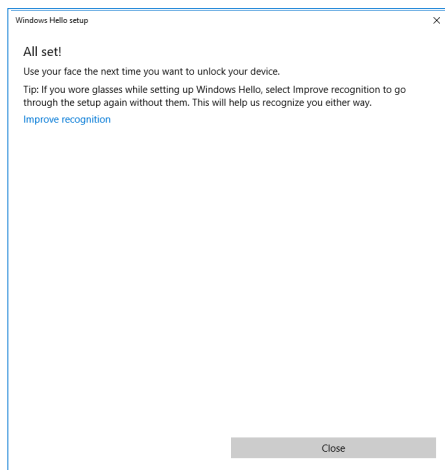 Windows Hello setup
All set!
Use your face the next time you want to unlock your device.
Tip: If you wore glasses while setting up Windows Hello, select Improve recognition to go
through the setup again without them. This will help us recognize you either way.
Improve recognition
Close